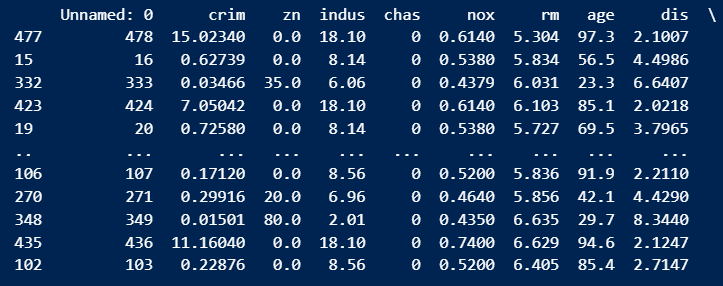 Unnamed: 0 crim zn indus chas nox rm age dis \
477 478 15.02340 0.0 18.10 0 0.6140 5.304 97.3 2.1007
15 16 0.62739 0.0 8.14 0 0.5380 5.834 56.5 4.4986
332 333 0.03466 35.0 6.06 0 0.4379 6.031 23.3 6.6407
423 424 7.05042 0.0 18.10 0 0.6140 6.103 85.1 2.0218
19 20 0.72580 0.0 8.14 0 0.5380 5.727 69.5 3.7965
.. ... ... ... ... ... ... ... ... ...
106 107 0.17120 0.0 8.56 0 0.5200 5.836 91.9 2.2110
270 271 0.29916 20.0 6.96 0 0.4640 5.856 42.1 4.4290
348 349 0.01501 80.0 2.01 0 0.4350 6.635 29.7 8.3440
435 436 11.16040 0.0 18.10 0 0.7400 6.629 94.6 2.1247
102 103 0.22876 0.0 8.56 0 0.5200 6.405 85.4 2.7147